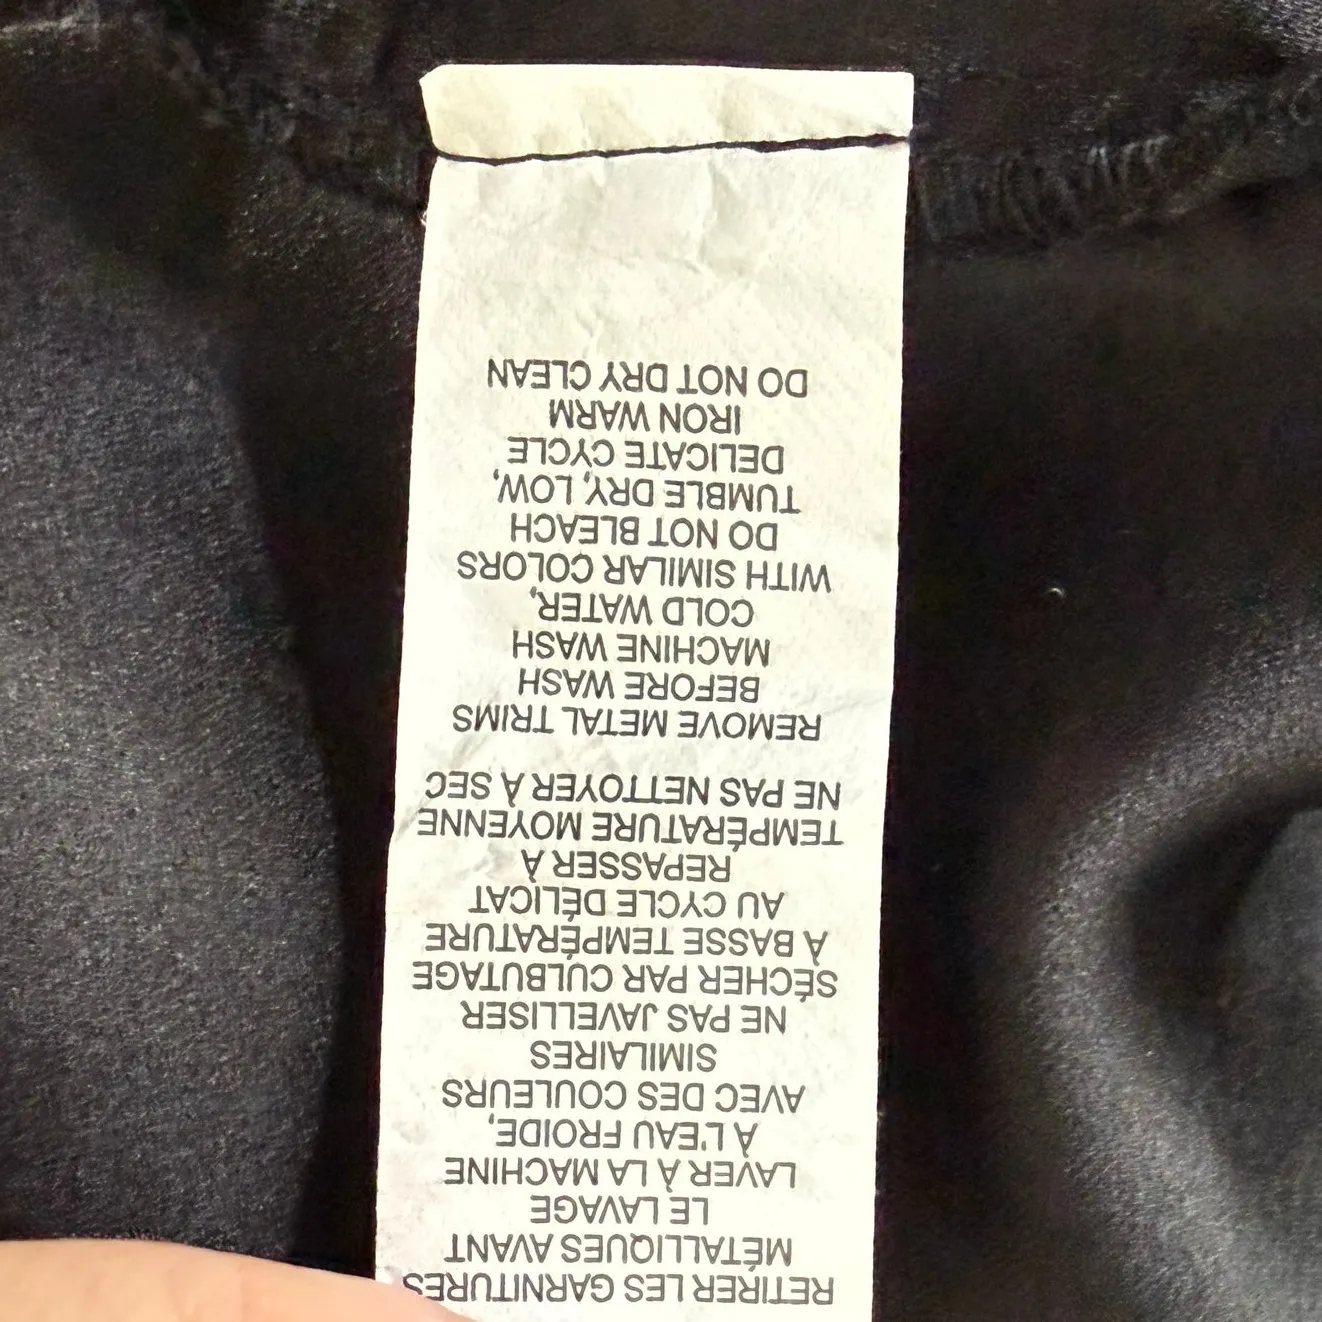 RETIRER LES GARNITURES
MÉTALLIQUES AVANT
LE LAVAGE
LAVER À LA MACHINE
À L'EAU FROIDE,
AVEC DES COULEURS
SIMILAIRES
NE PAS JAVELLISER
SÉCHER PAR CULBUTAGE
À BASSE TEMPÉRATURE
AU CYCLE DÉLICAT
REPASSER À
TEMPÉRATURE MOYENNE
NE PAS NETTOYER À SEC
REMOVE METAL TRIMS
BEFORE WASH
MACHINE WASH
COLD WATER,
WITH SIMILAR COLORS
DO NOT BLEACH
TUMBLE DRY, LOW,
DELICATE CYCLE
IRON WARM
DO NOT DRY CLEAN